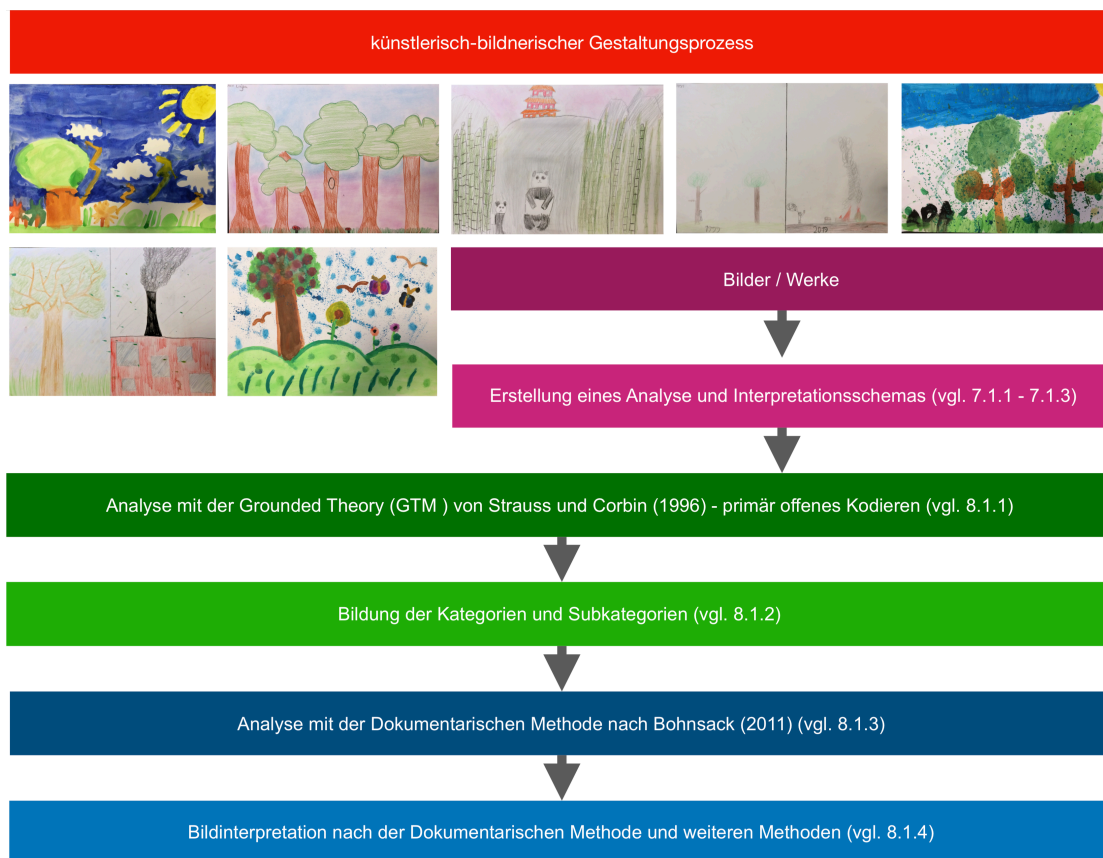 künstlerisch-bildnerischer Gestaltungsprozess
2019
Bilder / Werke
Erstellung eines Analyse und Interpretationsschemas (vgl. 7.1.1 - 7.1.3)
Analyse mit der Grounded Theory (GTM ) von Strauss und Corbin (1996) - primär offenes Kodieren (vgl. 8.1.1)
Bildung der Kategorien und Subkategorien (vgl. 8.1.2)
Analyse mit der Dokumentarischen Methode nach Bohnsack (2011) (vgl. 8.1.3)
Bildinterpretation nach der Dokumentarischen Methode und weiteren Methoden (vgl. 8.1.4)